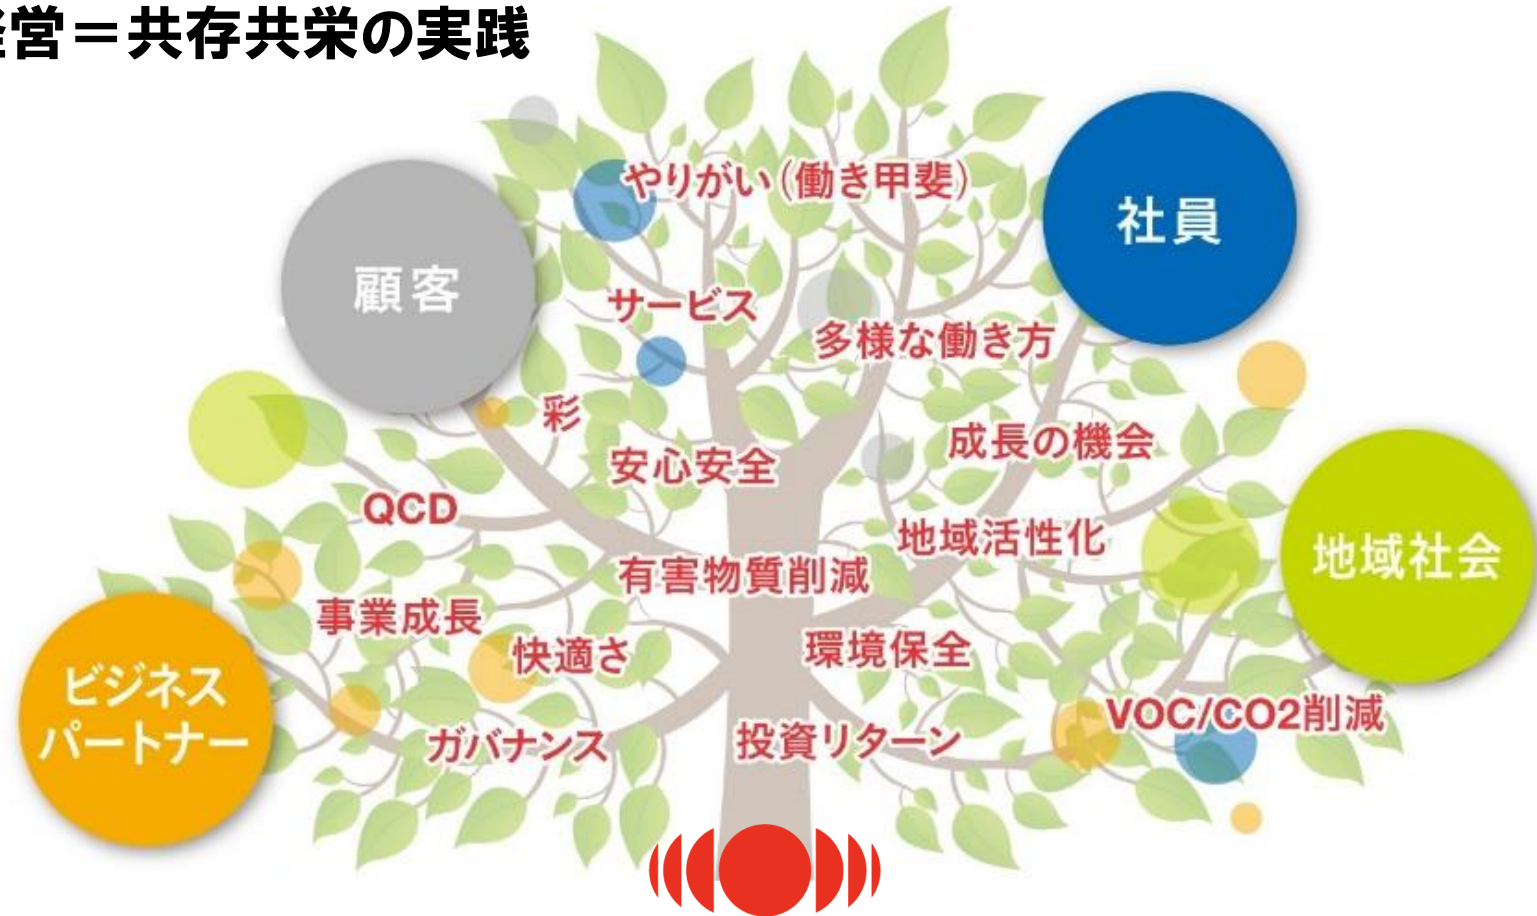 営＝共存共栄の実践
やりがい（働き甲斐）
社員
顧客
サービス
多様な働き方
彩
成長の機会
安心安全
QCD
地域活性化
地域社会
有害物質削減
事業成長
快適さ
環境保全
ビジネス
パートナー
VOC/CO2削減
ガバナンス
投資リターン